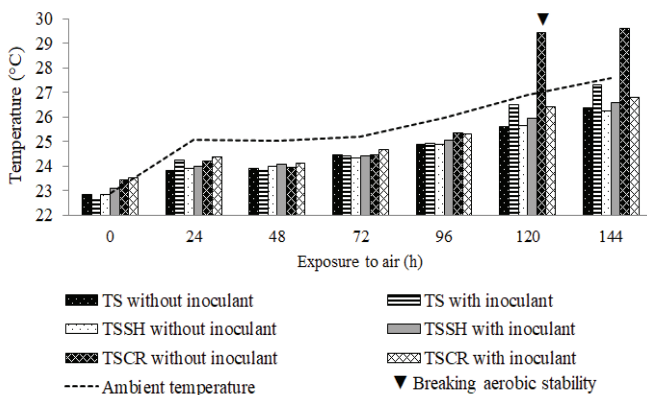 30
29
28
27
26
25
24
23
22
Temperature (°C)
0 24 48 72 96 120 144
Exposure to air (h)
TS without inoculant TS with inoculant
TSSH without inoculant TSSH with inoculant
TSCR without inoculant TSCR with inoculant
Ambient temperature Breaking aerobic stability